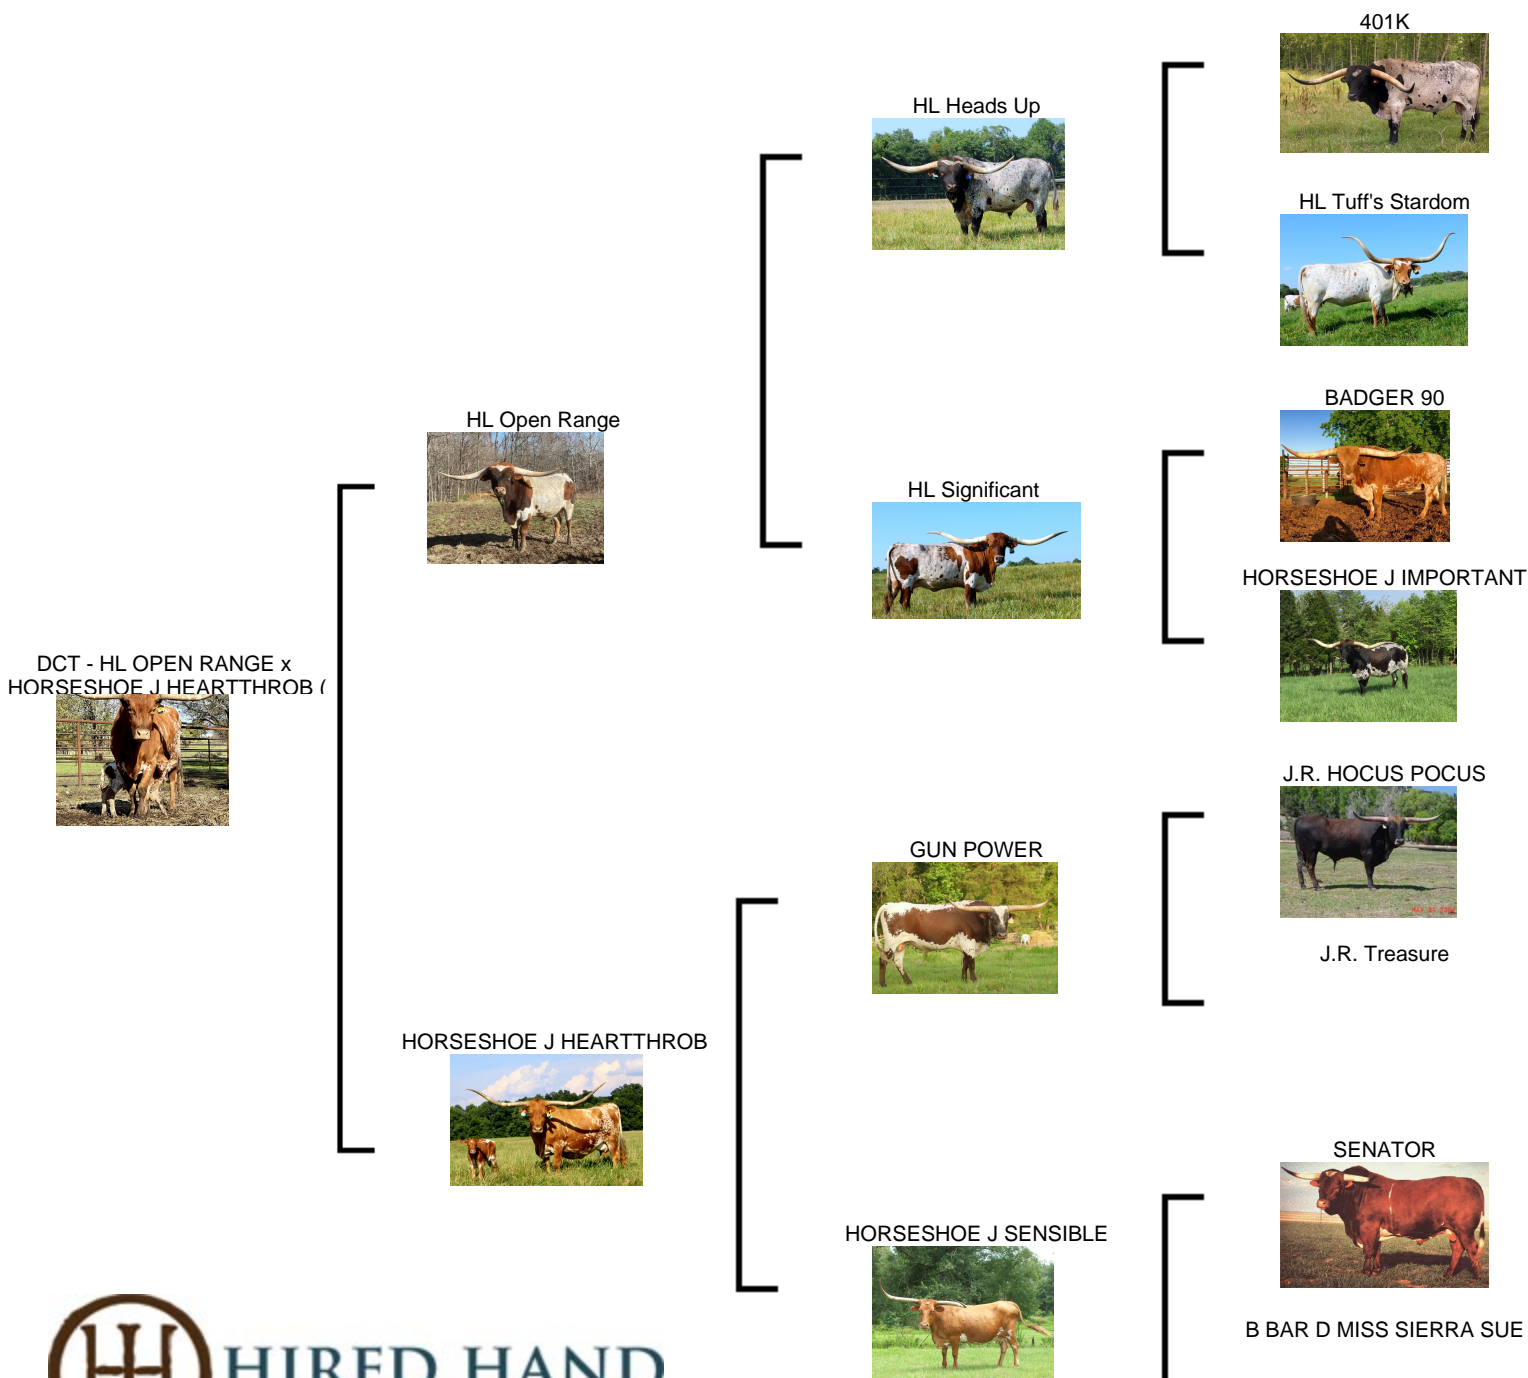 401K
HL Heads Up
HL Tuff's Stardom
BADGER 90
HL Open Range
HL Significant
HORSESHOE J IMPORTANT
DCT - HL OPEN RANGE x
HORSESHOE J HEARTTHROB (
J.R. HOCUS POCUS
GUN POWER
J.R. Treasure
HORSESHOE J HEARTTHROB
SENATOR
HORSESHOE J SENSIBLE
B BAR D MISS SIERRA SUE
HIRED HAND